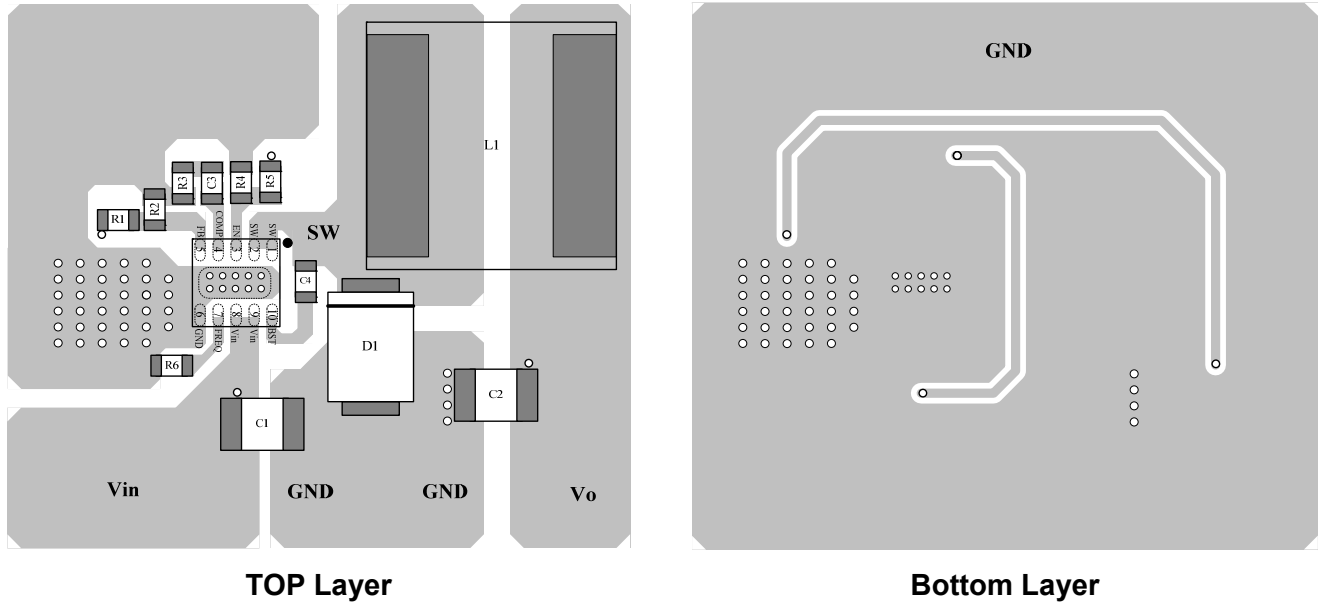 GND
L1
R3
C3
R4
R5
R2
R1
FB
COMP
EN
SW
SW
SW
5
4
3
2
1
C4
6
7
8
9
10
GND
FREQ
Vin
Vin
BST
D1
R6
C2
C1
Vin
GND
GND
Vo
TOP Layer
Bottom Layer